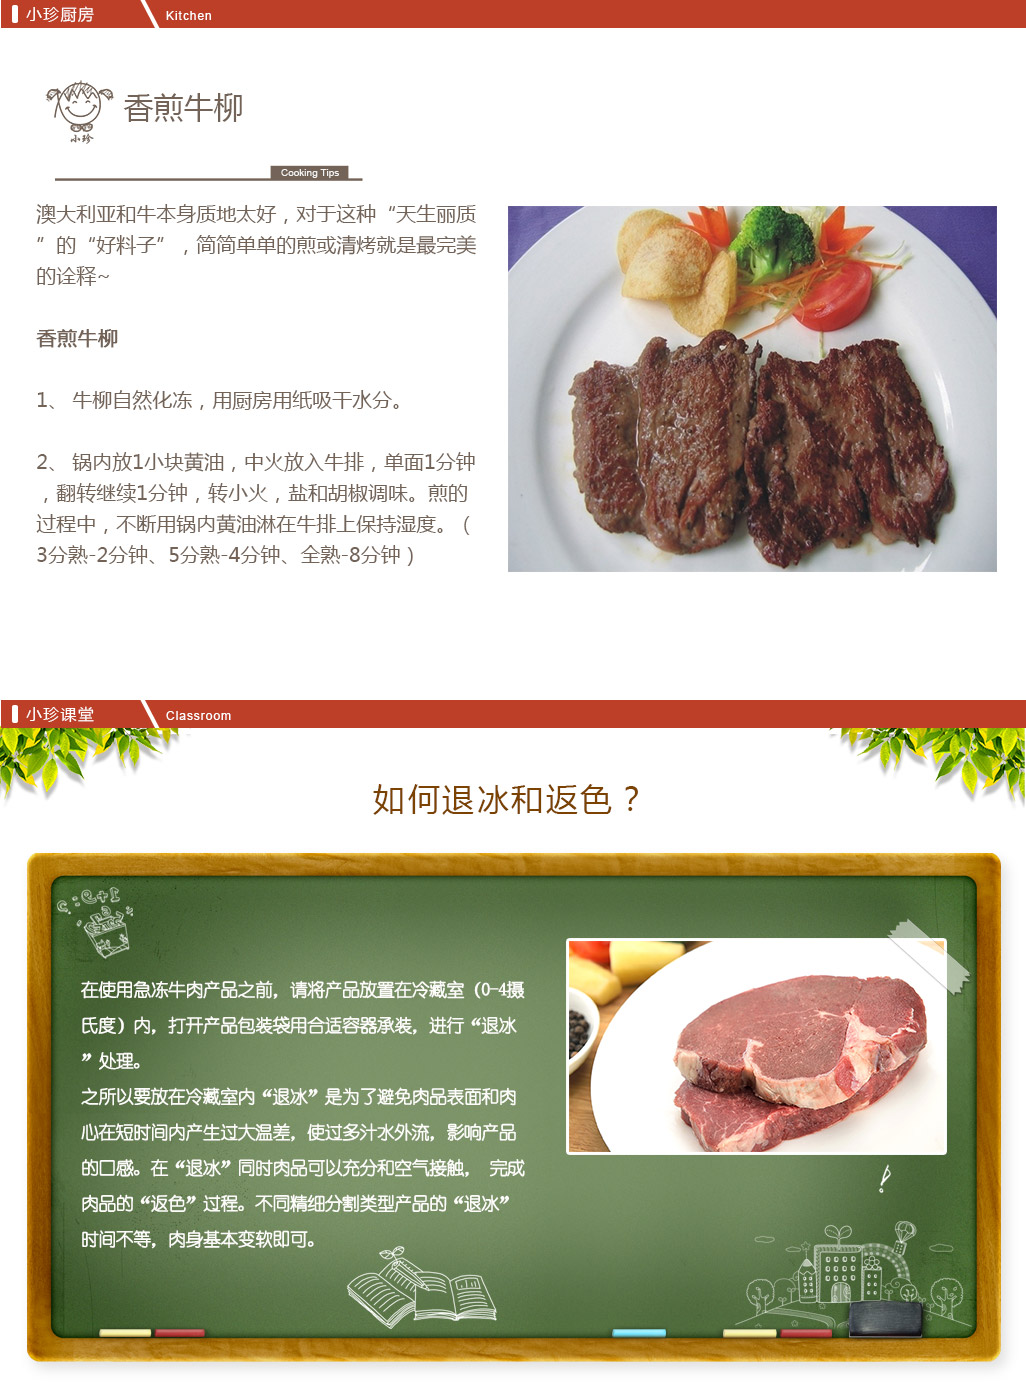 小珍厨房
Kitchen
香煎牛柳
小珍
Cooking Tips
澳大利亚和牛本身质地太好，对于这种“天生丽质
”的“好料子”，简简单单的煎或清烤就是最完美
的诠释~
香煎牛柳
1、 牛柳自然化冻，用厨房用纸吸干水分。
2、 锅内放1小块黄油，中火放入牛排，单面1分钟
，翻转继续1分钟，转小火，盐和胡椒调味。煎的
过程中，不断用锅内黄油淋在牛排上保持湿度。（
3分熟-2分钟、5分熟-4分钟、全熟-8分钟）
小珍课堂
Classroom
如何退冰和返色？
在使用急冻牛肉产品之前，请将产品放置在冷藏室（0-4摄
氏度）内，打开产品包装袋用合适容器承装，进行“退冰
”处理。
之所以要放在冷藏室内“退冰”是为了避免肉品表面和肉
心在短时间内产生过大温差，使过多汁水外流，影响产品
的口感。在“退冰”同时肉品可以充分和空气接触， 完成
肉品的“返色”过程。不同精细分割类型产品的“退冰”
时间不等，肉身基本变软即可。